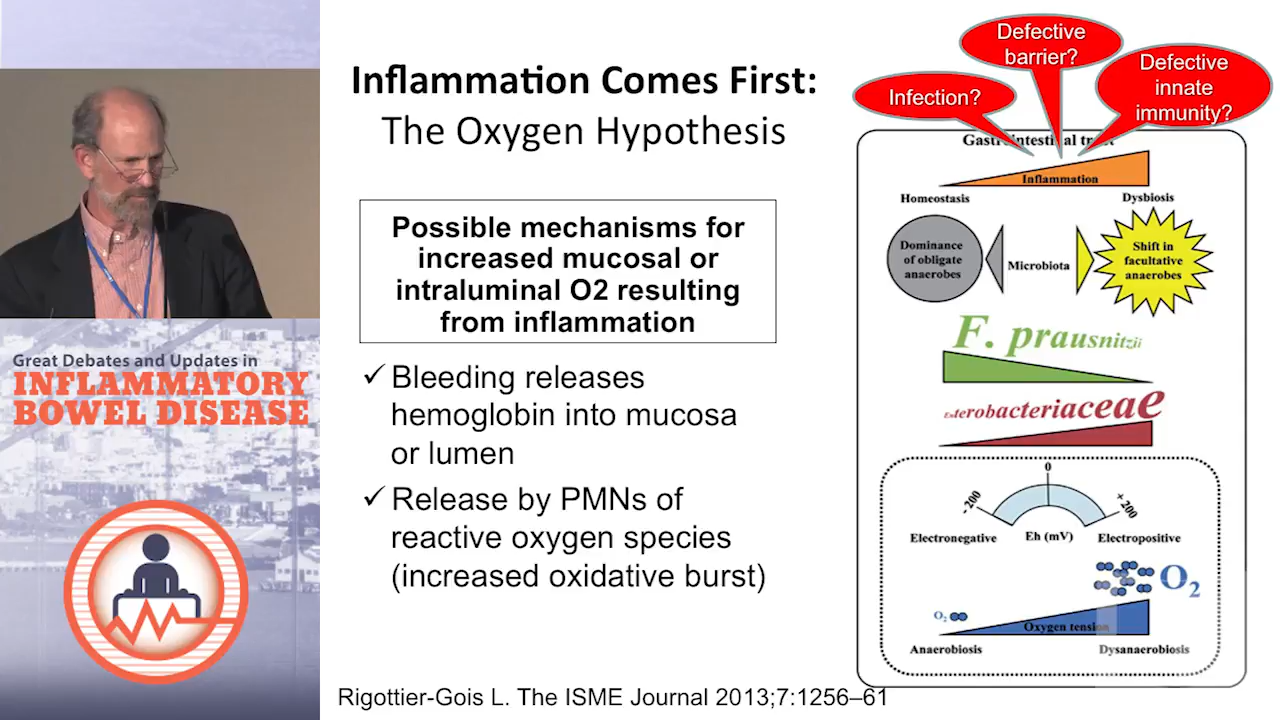 Inflammation Comes First:
The Oxygen Hypothesis
Possible mechanisms for
increased mucosal or
intraluminal O2 resulting
from inflammation
✓ Bleeding releases
hemoglobin into mucosa
or lumen
✓ Release by PMNs of
reactive oxygen species
(increased oxidative burst)
Rigottier-Gois L. The ISME Journal 2013;7:1256–61
Infection?
Defective
barrier?
Defective
innate
immunity?
Gastrointestinal tract
Inflammation
Homeostasis
Dysbiosis
Dominance
of obligate
anaerobes
Microbiota
Shift in
facultative
anaerobes
F. prausnitzii
Enterobacteriaceae
0
- 200
+ 200
Electronegative
Eh (mV)
Electropositive
O2
O2
Oxygen tension
Anaerobiosis
Dysanaerobiosis
Great Debates and Updates in
INFLAMMATORY
BOWEL DISEASE